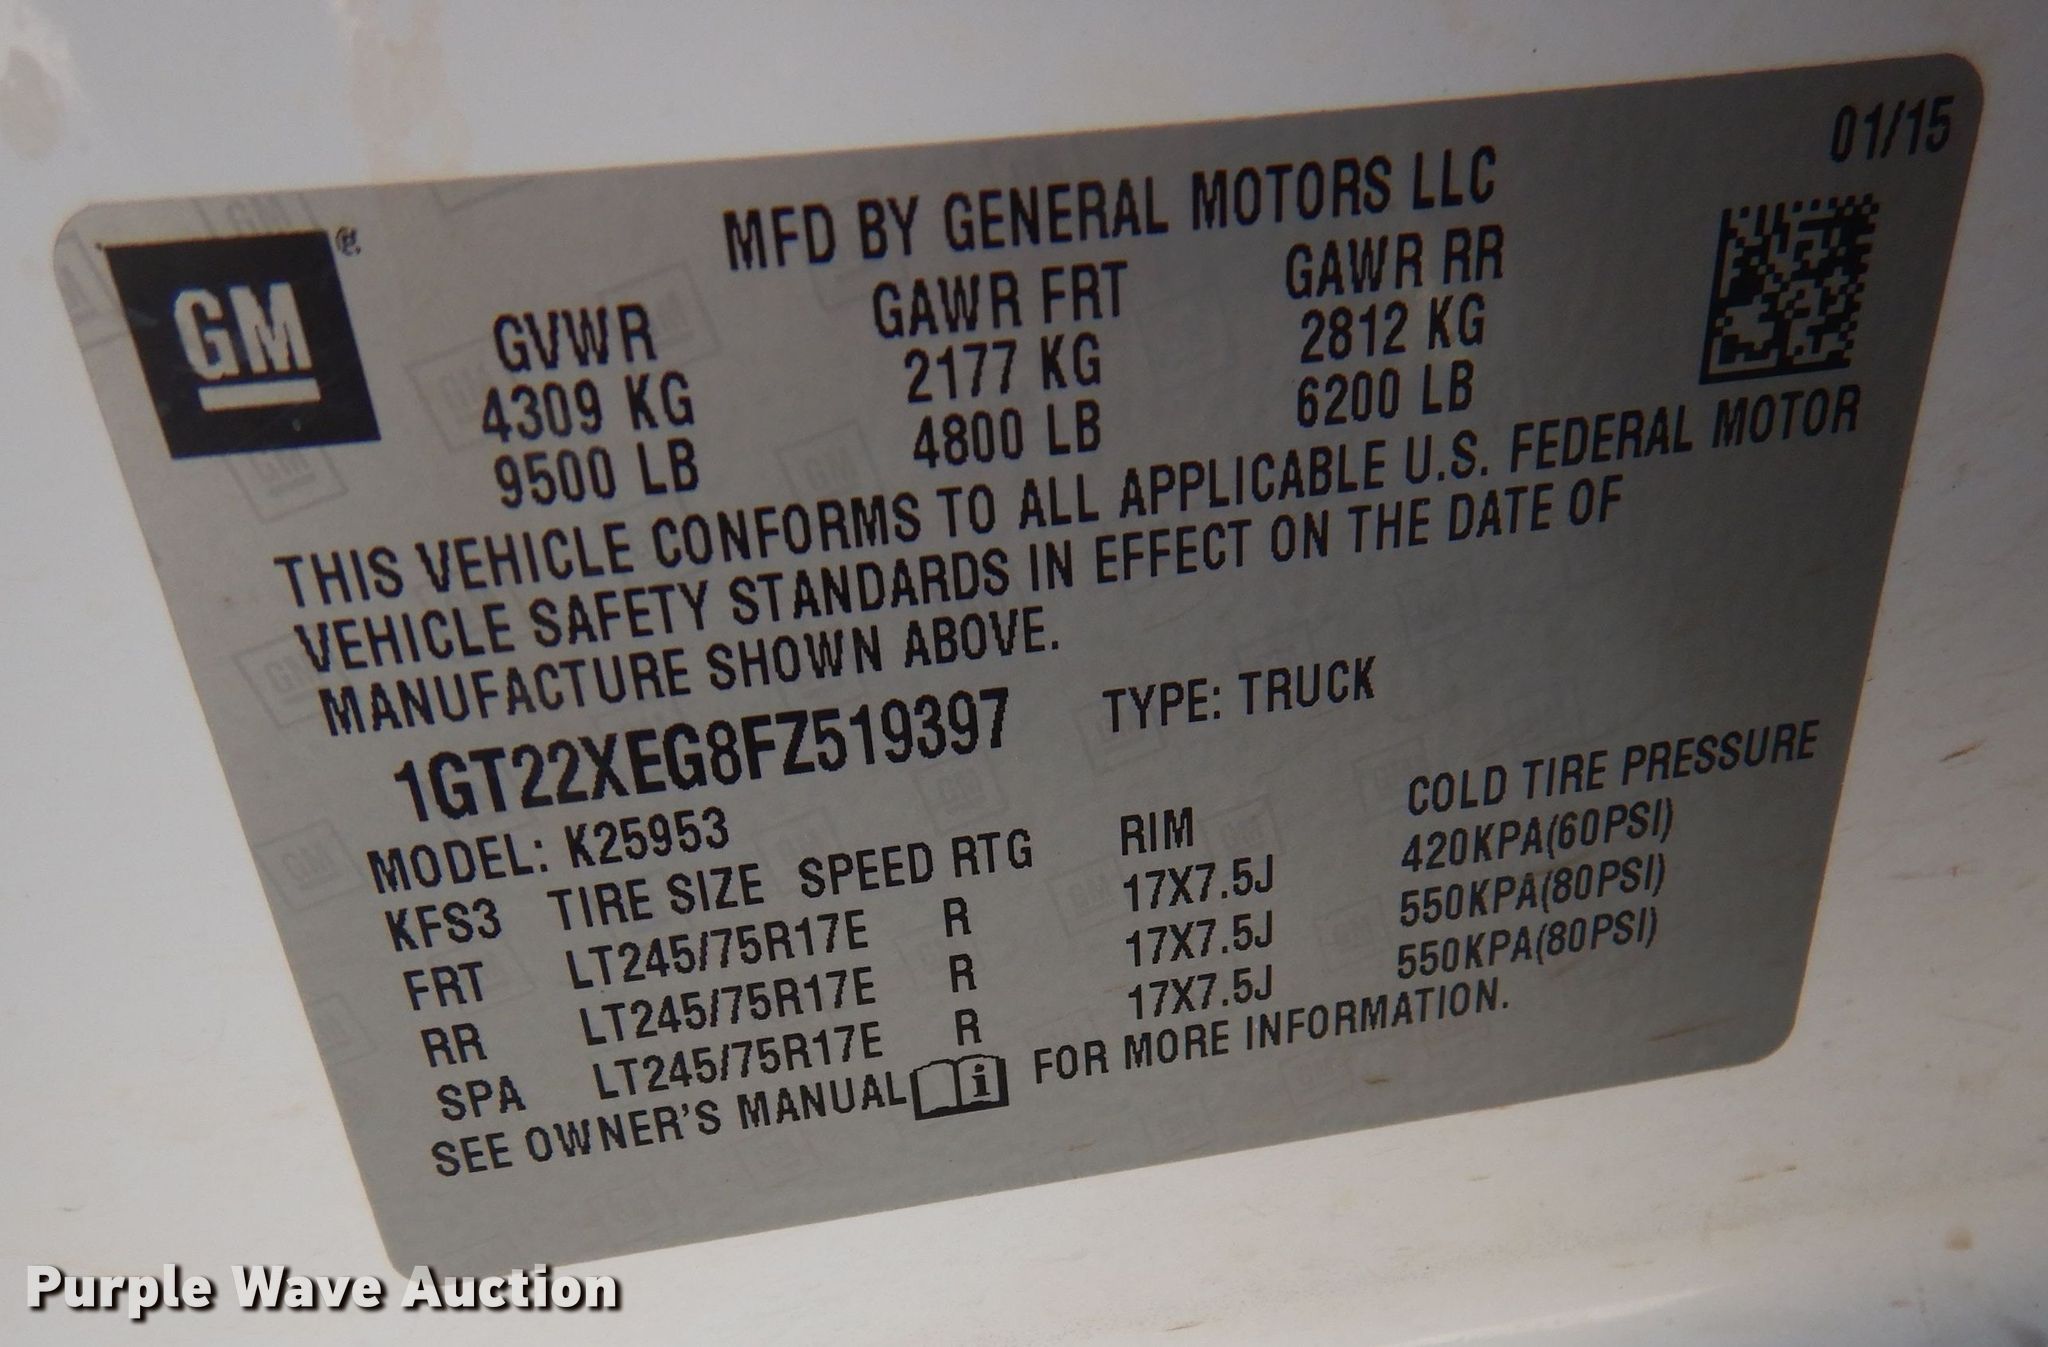 01/15
GM ®
MFD BY GENERAL MOTORS LLC
GVWR GAWR FRT GAWR RR
4309 KG 2177 KG 2812 KG
9500 LB 4800 LB 6200 LB
THIS VEHICLE CONFORMS TO ALL APPLICABLE U.S. FEDERAL MOTOR
VEHICLE SAFETY STANDARDS IN EFFECT ON THE DATE OF
MANUFACTURE SHOWN ABOVE.
1GT22XEG8FZ519397 TYPE: TRUCK
MODEL: K25953
KFS3 TIRE SIZE SPEED RTG RIM COLD TIRE PRESSURE
FRT LT245/75R17E R 17X7.5J 420KPA(60PSI)
RR LT245/75R17E R 17X7.5J 550KPA(80PSI)
SPA LT245/75R17E R 17X7.5J 550KPA(80PSI)
SEE OWNER'S MANUAL i FOR MORE INFORMATION.
Purple Wave Auction